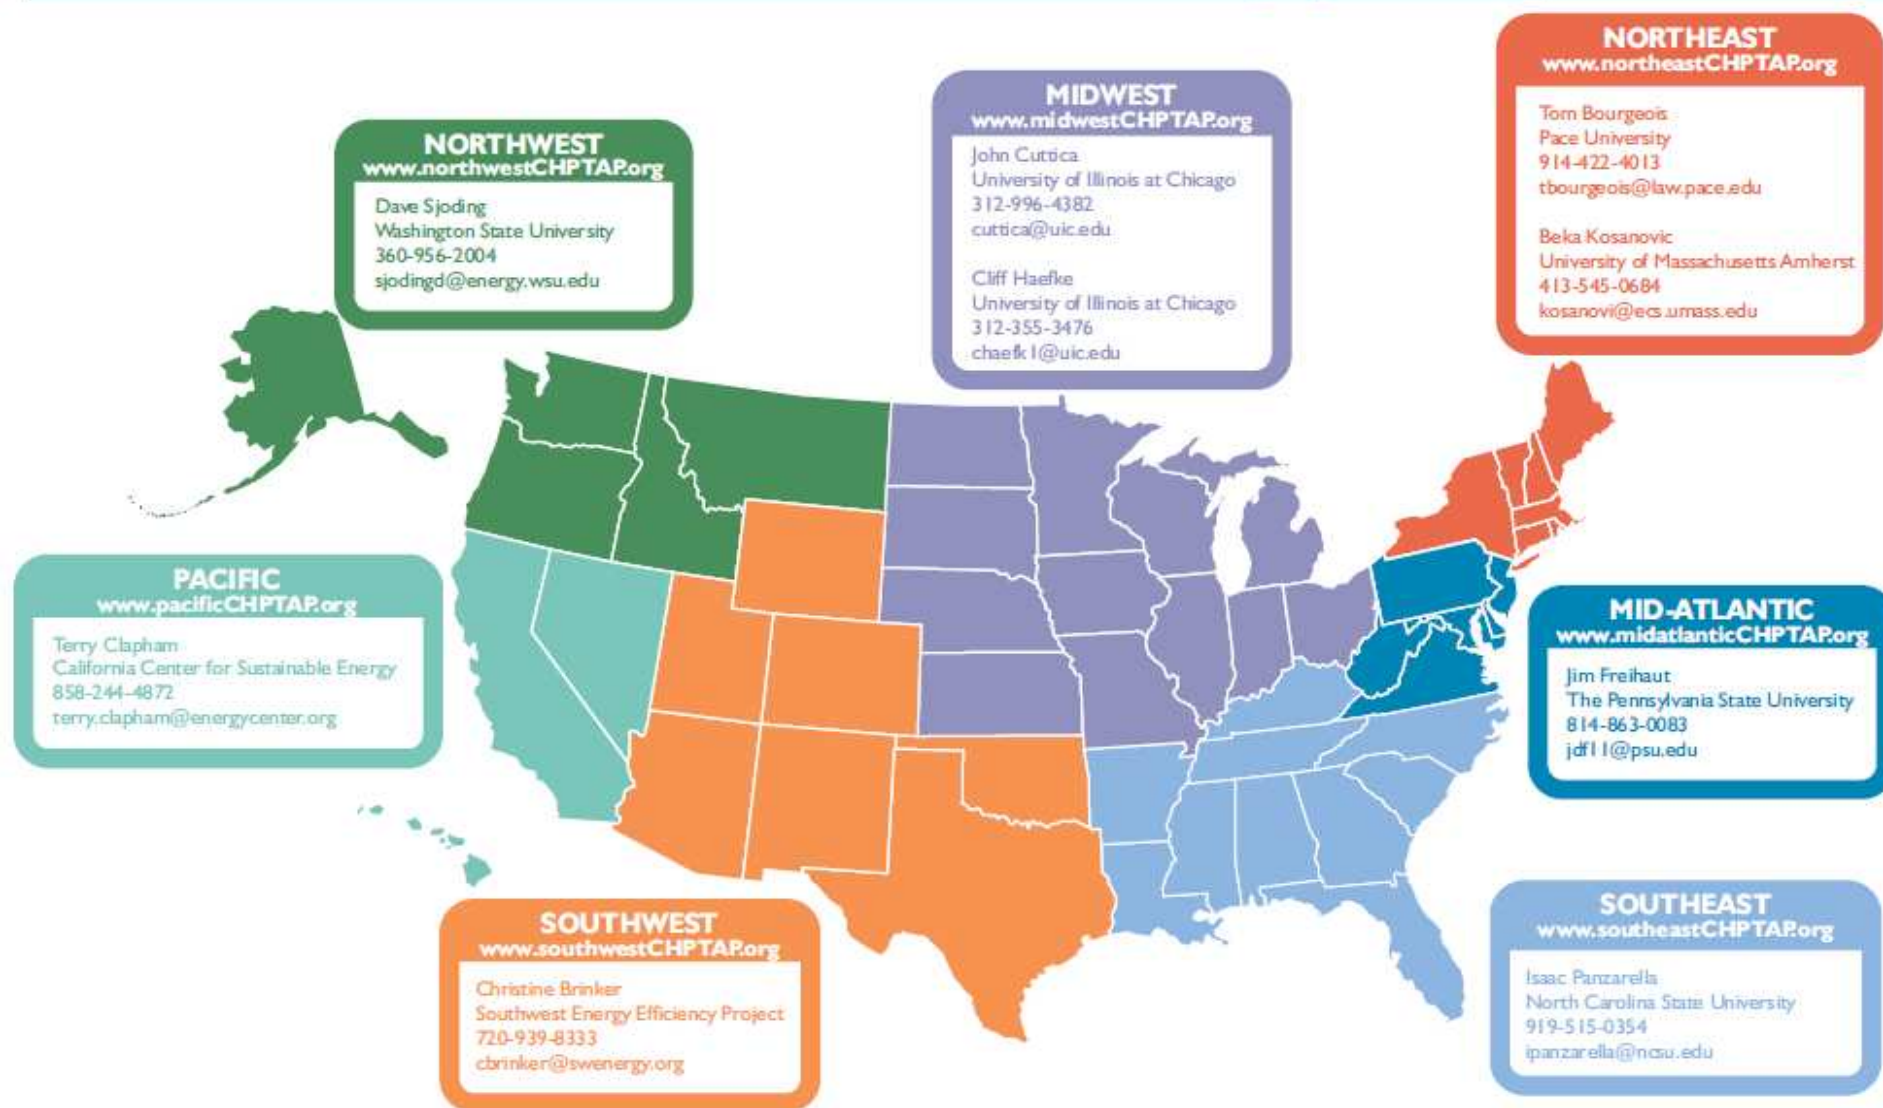 NORTHEAST
www.northeastCHPTAP.org
Tom Bourgeois
Pace University
914-422-4013
tbourgeois@law.pace.edu
Beka Kosanovic
University of Massachusetts Amherst
413-545-0684
kosanovi@ecs.umass.edu
MIDWEST
www.midwestCHPTAP.org
John Cuttica
University of Illinois at Chicago
312-996-4382
cuttica@uic.edu
Cliff Haefke
University of Illinois at Chicago
312-355-3476
chaefk1@uic.edu
NORTHWEST
www.northwestCHPTAP.org
Dave Sjoding
Washington State University
360-956-2004
sjodingd@energy.wsu.edu
PACIFIC
www.pacificCHPTAP.org
Terry Clapham
California Center for Sustainable Energy
858-244-4872
terry.clapham@energycenter.org
MID-ATLANTIC
www.midatlanticCHPTAP.org
Jim Freihaut
The Pennsylvania State University
814-863-0083
jdf11@psu.edu
SOUTHWEST
www.southwestCHPTAP.org
Christine Brinker
Southwest Energy Efficiency Project
720-939-8333
cbrinker@swenergy.org
SOUTHEAST
www.southeastCHPTAP.org
Isaac Panzarella
North Carolina State University
919-515-0354
ipanzarella@ncsu.edu